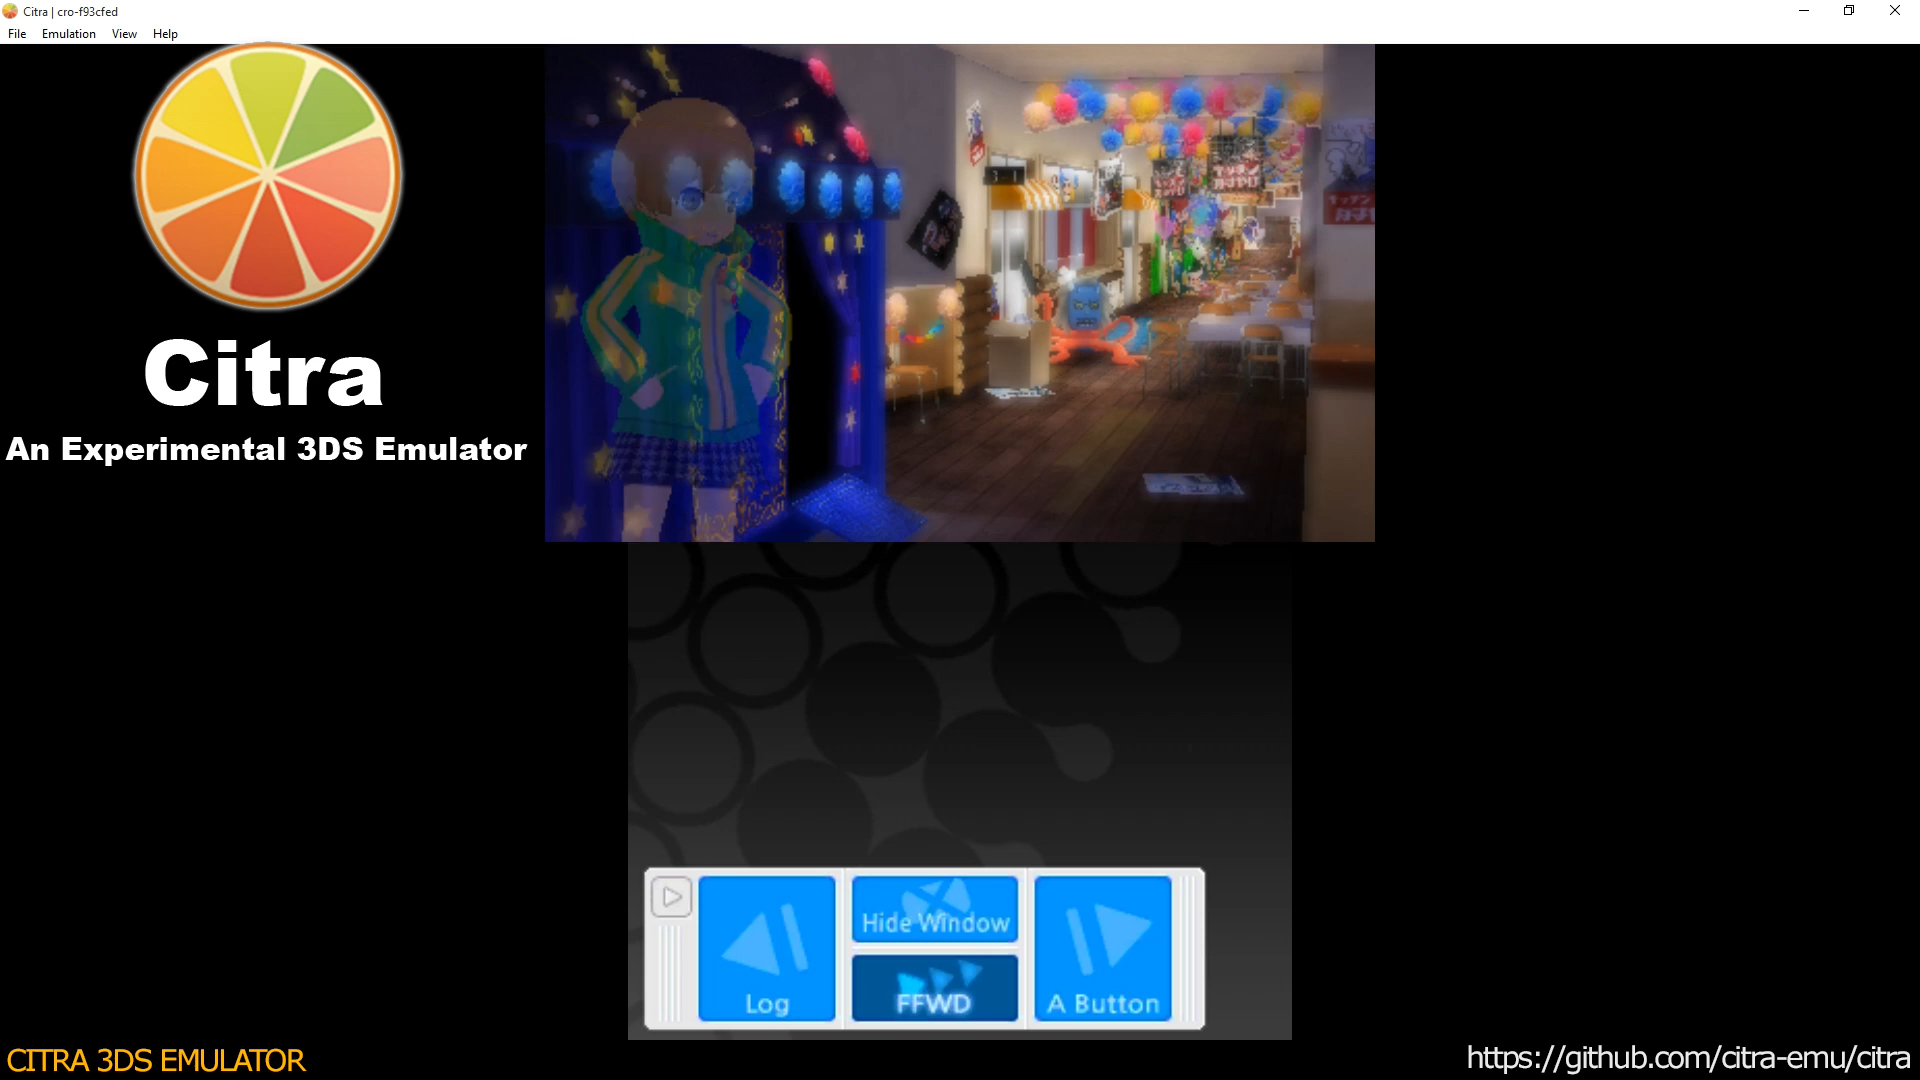 Citra | cro-f93cfed
File Emulation View Help
Citra
An Experimental 3DS Emulator
Hide Window
Log
FFWD
A Button
CITRA 3DS EMULATOR
https://github.com/citra-emu/citra